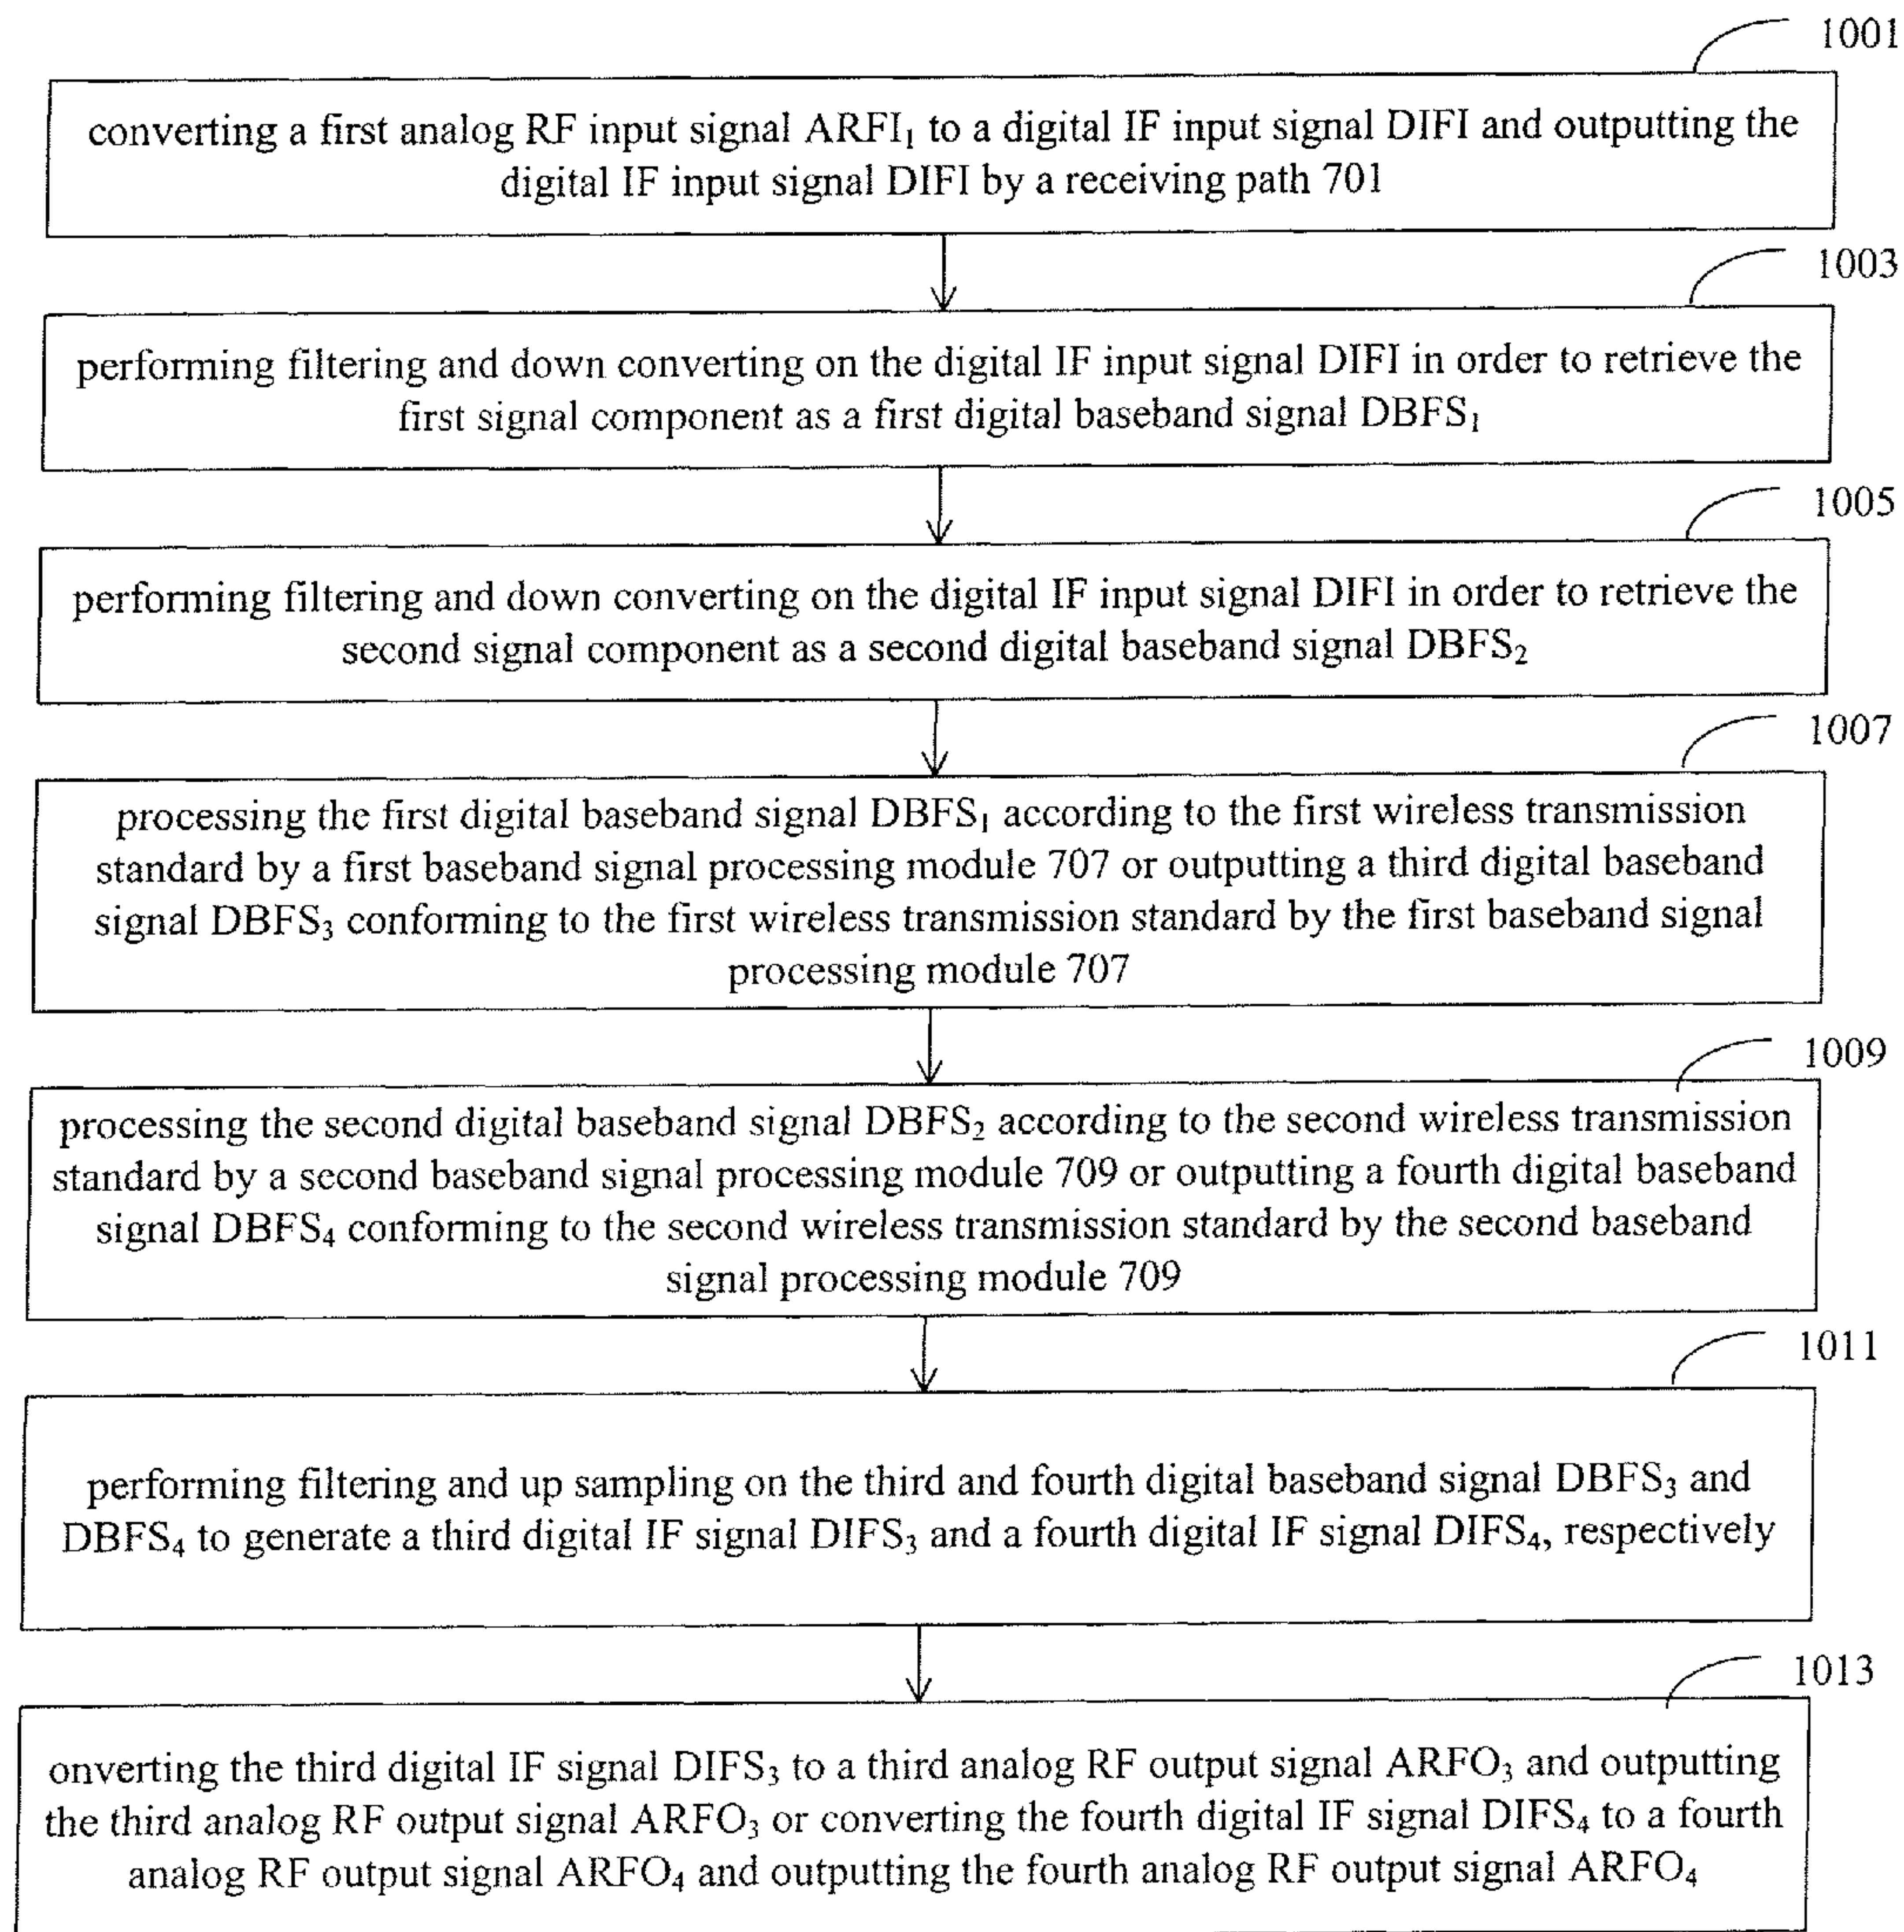 1001
converting a first analog RF input signal ARFI₁ to a digital IF input signal DIFI and outputting the
digital IF input signal DIFI by a receiving path 701
1003
performing filtering and down converting on the digital IF input signal DIFI in order to retrieve the
first signal component as a first digital baseband signal DBFS₁
1005
performing filtering and down converting on the digital IF input signal DIFI in order to retrieve the
second signal component as a second digital baseband signal DBFS₂
1007
processing the first digital baseband signal DBFS₁ according to the first wireless transmission
standard by a first baseband signal processing module 707 or outputting a third digital baseband
signal DBFS₃ conforming to the first wireless transmission standard by the first baseband signal
processing module 707
1009
processing the second digital baseband signal DBFS₂ according to the second wireless transmission
standard by a second baseband signal processing module 709 or outputting a fourth digital baseband
signal DBFS₄ conforming to the second wireless transmission standard by the second baseband
signal processing module 709
1011
performing filtering and up sampling on the third and fourth digital baseband signal DBFS₃ and
DBFS₄ to generate a third digital IF signal DIFS₃ and a fourth digital IF signal DIFS₄, respectively
1013
onverting the third digital IF signal DIFS₃ to a third analog RF output signal ARFO₃ and outputting
the third analog RF output signal ARFO₃ or converting the fourth digital IF signal DIFS₄ to a fourth
analog RF output signal ARFO₄ and outputting the fourth analog RF output signal ARFO₄